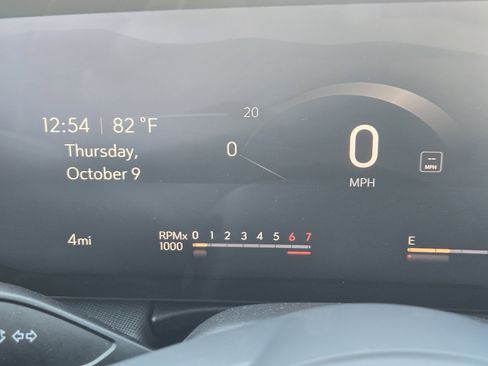 20
12:54 | 82 °F
0
0
Thursday,
October 9
MPH
--
MPH
4mi
RPMx
1000
0 1 2 3 4 5 6 7
E